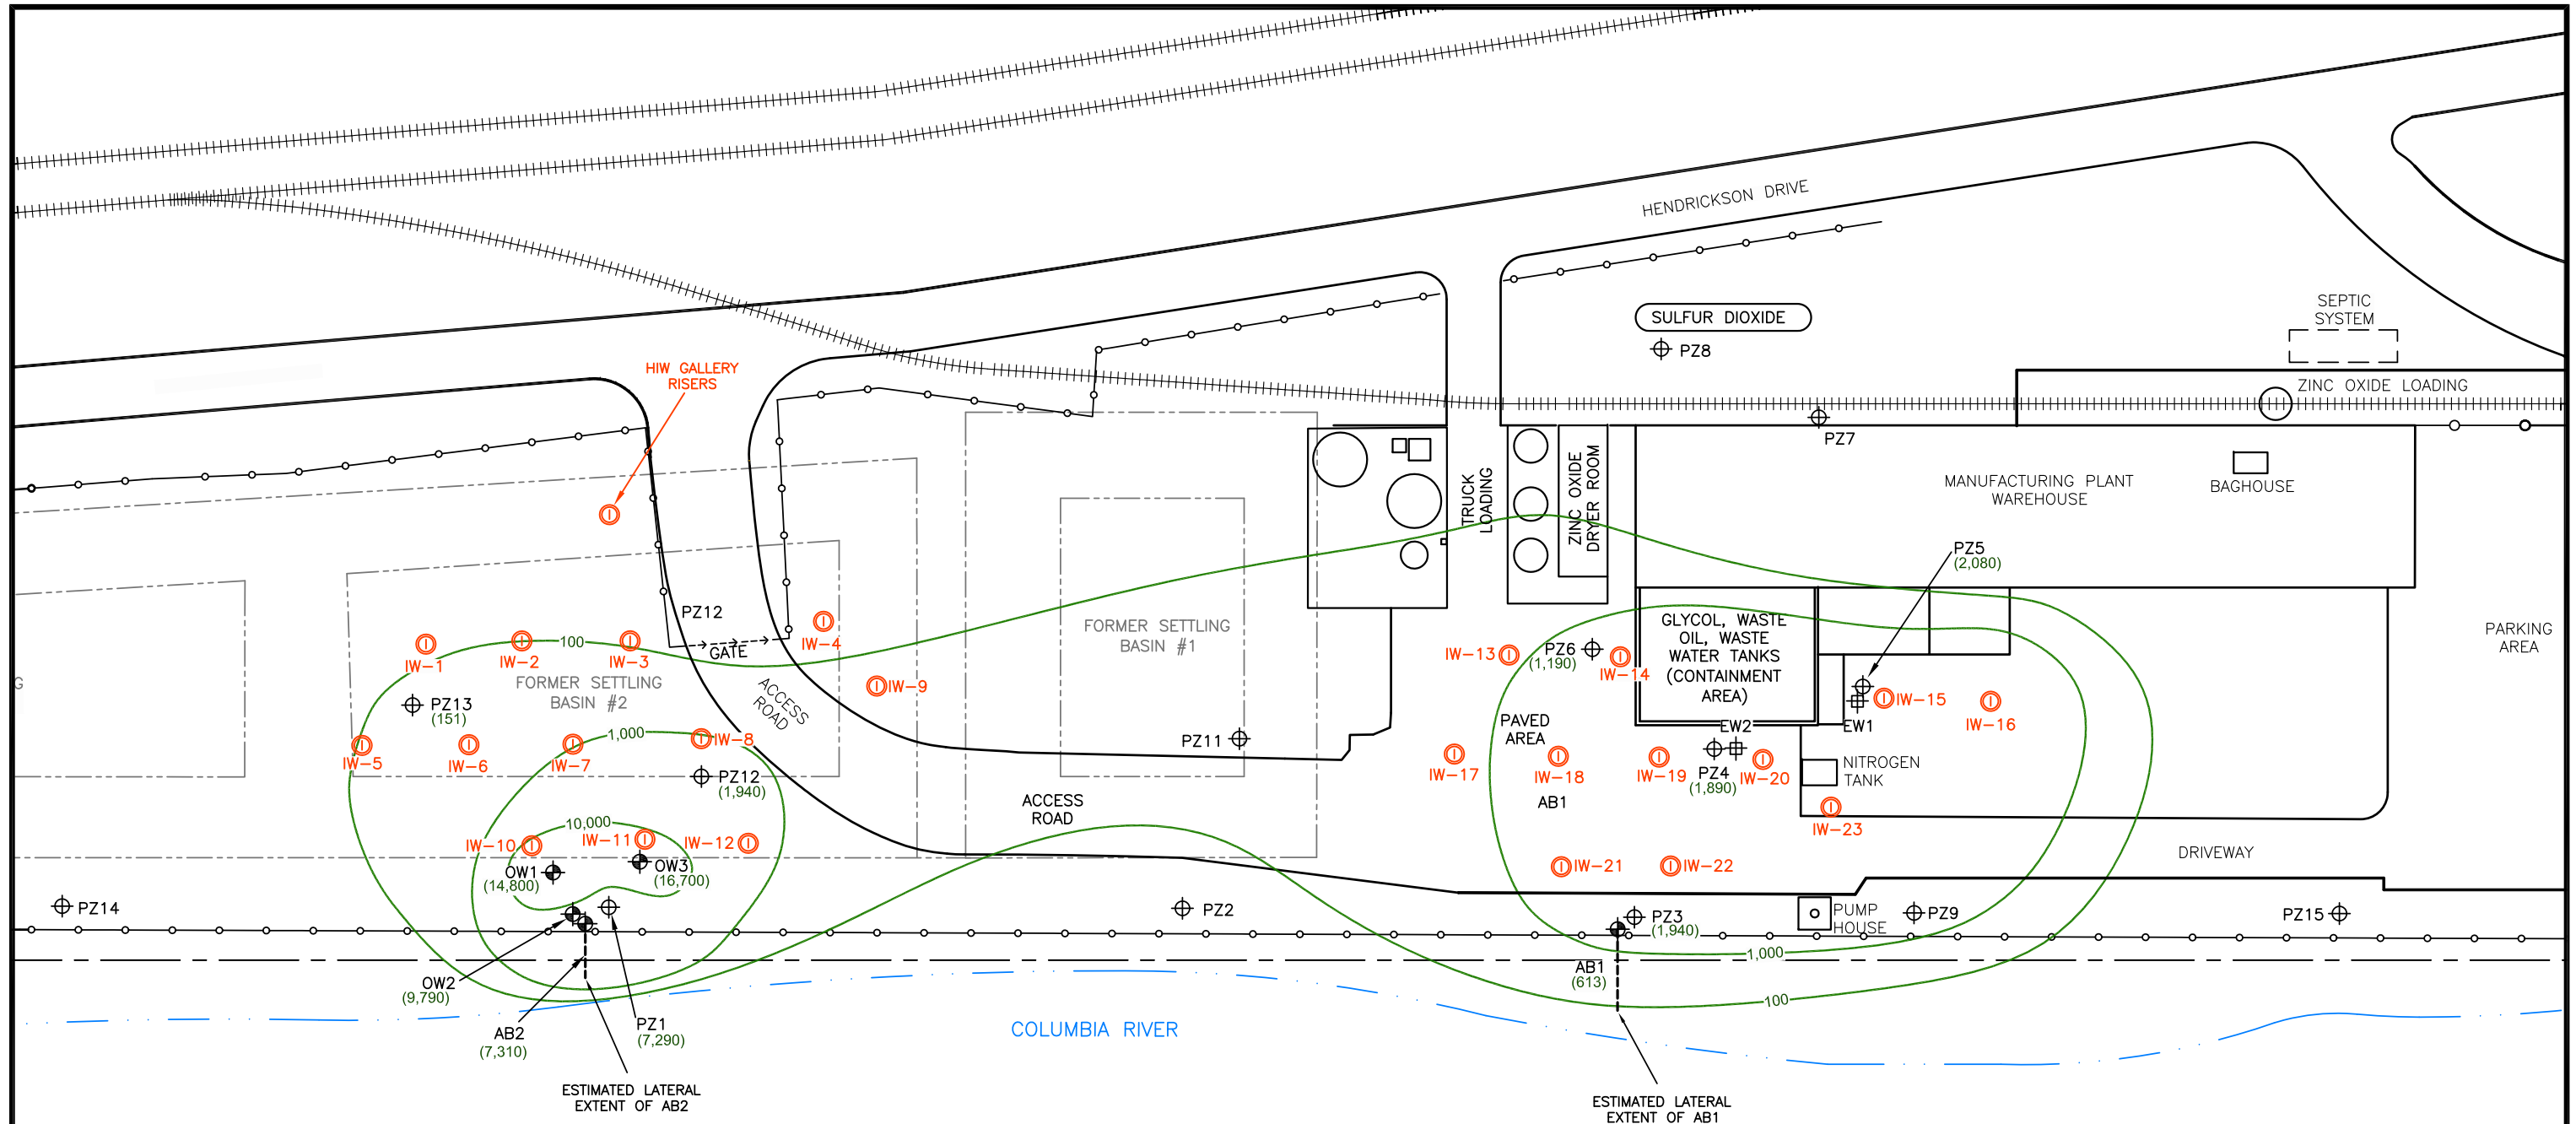 HENDRICKSON DRIVE
SULFUR DIOXIDE
PZ8
SEPTIC
SYSTEM
ZINC OXIDE LOADING
HIW GALLERY
RISERS
PZ7
TRUCK
LOADING
ZINC OXIDE
DRYER ROOM
MANUFACTURING PLANT
WAREHOUSE
BAGHOUSE
PZ5
(2,080)
PZ12
GATE
IW-4
FORMER SETTLING
BASIN #1
GLYCOL, WASTE
OIL, WASTE
WATER TANKS
(CONTAINMENT
AREA)
PARKING
AREA
IW-1
IW-2
100
IW-3
IW-13
PZ6
(1,190)
IW-14
G
FORMER SETTLING
BASIN #2
ACCESS
ROAD
IW-9
PZ13
(151)
IW-15
IW-16
EW2
EW1
PAVED
AREA
IW-5
IW-6
IW-7
1,000
IW-8
PZ11
IW-17
IW-18
IW-19
PZ4
(1,890)
IW-20
NITROGEN
TANK
PZ12
(1,940)
ACCESS
ROAD
AB1
IW-23
10,000
IW-10
IW-11
IW-12
DRIVEWAY
OW1
(14,800)
OW3
(16,700)
IW-21
IW-22
PZ14
PZ2
PZ3
(1,940)
PUMP
HOUSE
PZ9
PZ15
1,000
OW2
(9,790)
AB1
(613)
100
AB2
(7,310)
PZ1
(7,290)
COLUMBIA RIVER
ESTIMATED LATERAL
EXTENT OF AB2
ESTIMATED LATERAL
EXTENT OF AB1